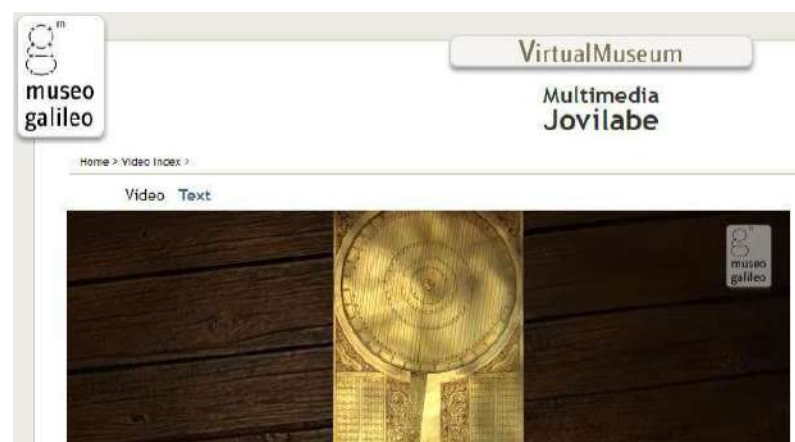 m
museo
galileo
VirtualMuseum
Multimedia
Jovilabe
Home > Video Index >
Video Text
museo
galileo